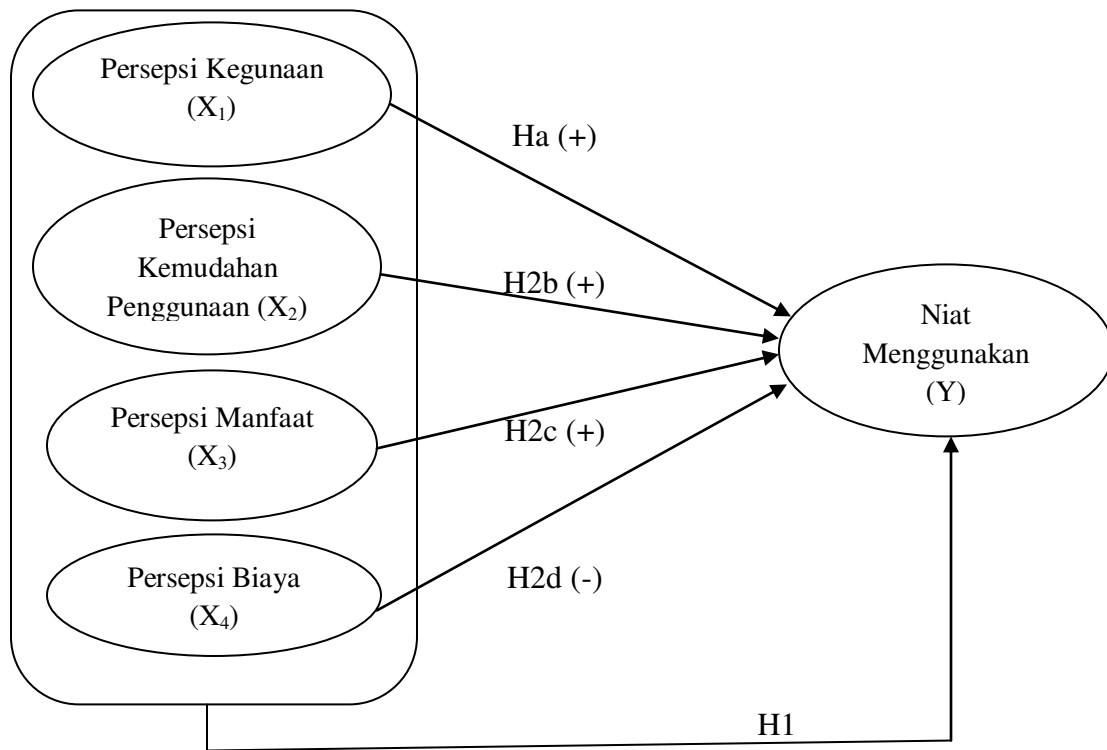 Persepsi Kegunaan
(X₁)
Ha (+)
Persepsi
Kemudahan
Penggunaan (X₂)
H2b (+)
Niat
Menggunakan
(Y)
Persepsi Manfaat
(X₃)
H2c (+)
Persepsi Biaya
(X₄)
H2d (-)
H1